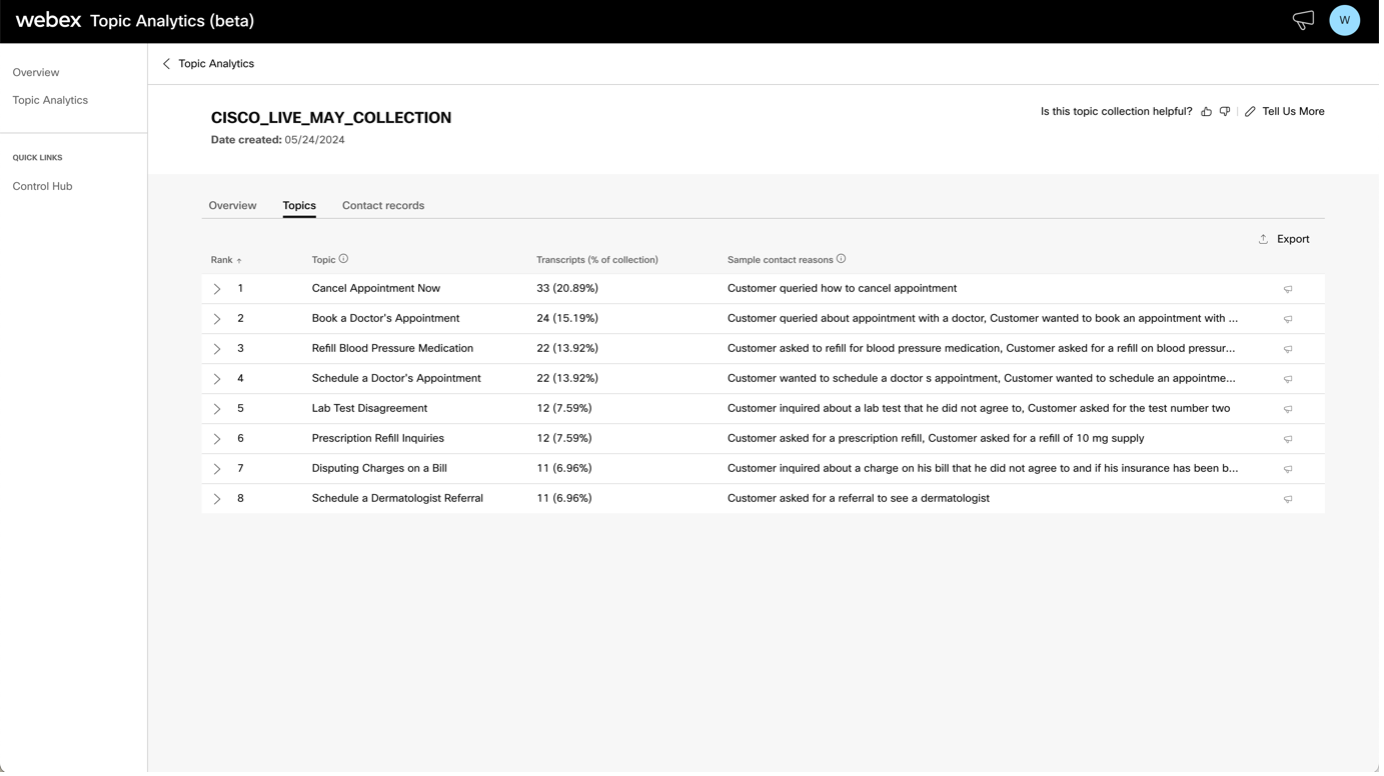 webex Topic Analytics (beta)
W
Overview
Topic Analytics
QUICK LINKS
Control Hub
Topic Analytics
CISCO_LIVE_MAY_COLLECTION
Date created: 05/24/2024
Is this topic collection helpful? Tell Us More
Overview Topics Contact records
Export
Rank Topic Transcripts (% of collection) Sample contact reasons
1 Cancel Appointment Now 33 (20.89%) Customer queried how to cancel appointment
2 Book a Doctor's Appointment 24 (15.19%) Customer queried about appointment with a doctor, Customer wanted to book an appointment with ...
3 Refill Blood Pressure Medication 22 (13.92%) Customer asked to refill for blood pressure medication, Customer asked for a refill on blood pressur...
4 Schedule a Doctor's Appointment 22 (13.92%) Customer wanted to schedule a doctor s appointment, Customer wanted to schedule an appointme...
5 Lab Test Disagreement 12 (7.59%) Customer inquired about a lab test that he did not agree to, Customer asked for the test number two
6 Prescription Refill Inquiries 12 (7.59%) Customer asked for a prescription refill, Customer asked for a refill of 10 mg supply
7 Disputing Charges on a Bill 11 (6.96%) Customer inquired about a charge on his bill that he did not agree to and if his insurance has been b...
8 Schedule a Dermatologist Referral 11 (6.96%) Customer asked for a referral to see a dermatologist